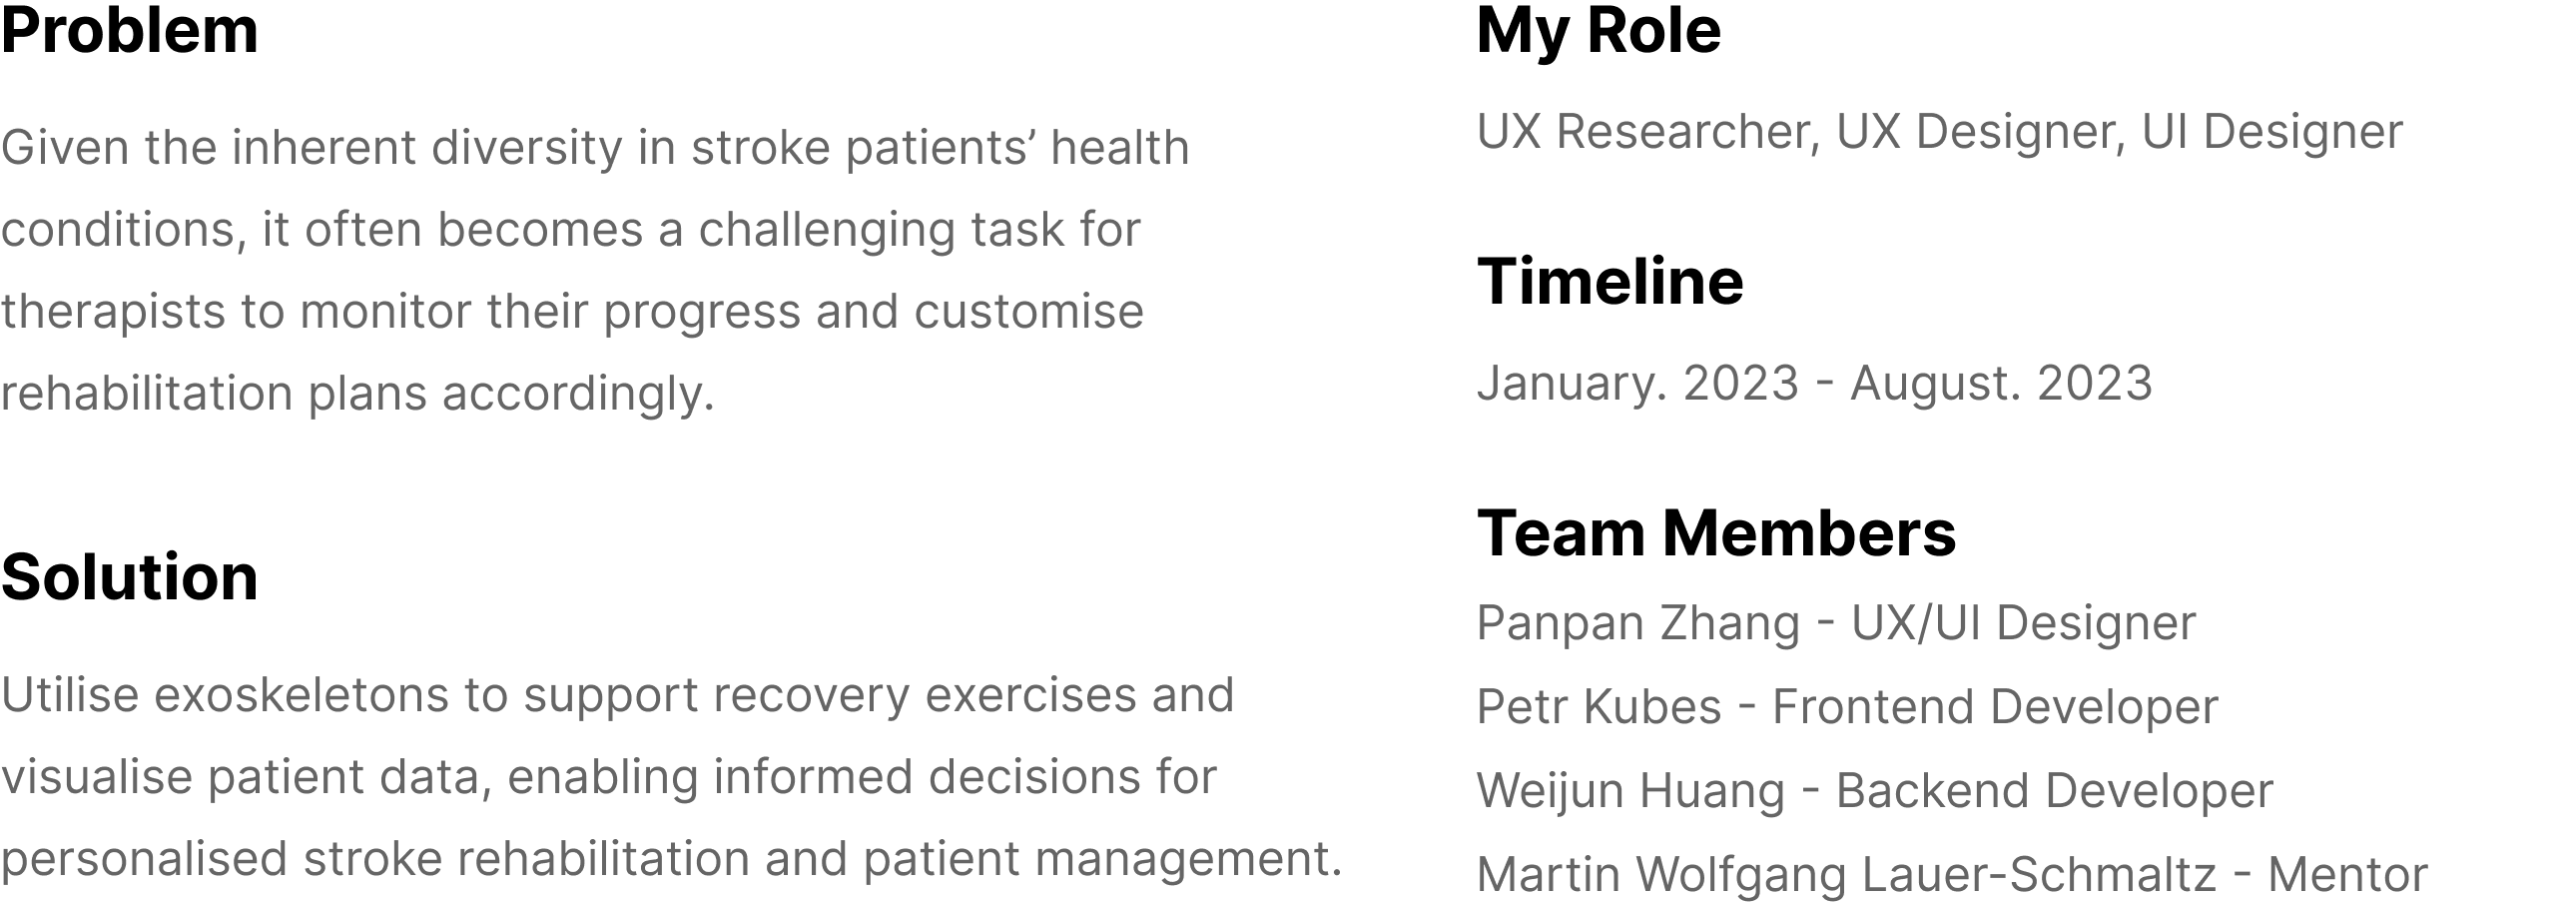 Problem
Given the inherent diversity in stroke patients’ health
conditions, it often becomes a challenging task for
therapists to monitor their progress and customise
rehabilitation plans accordingly.
Solution
Utilise exoskeletons to support recovery exercises and
visualise patient data, enabling informed decisions for
personalised stroke rehabilitation and patient management.
My Role
UX Researcher, UX Designer, UI Designer
Timeline
January. 2023 - August. 2023
Team Members
Panpan Zhang - UX/UI Designer
Petr Kubes - Frontend Developer
Weijun Huang - Backend Developer
Martin Wolfgang Lauer-Schmaltz - Mentor